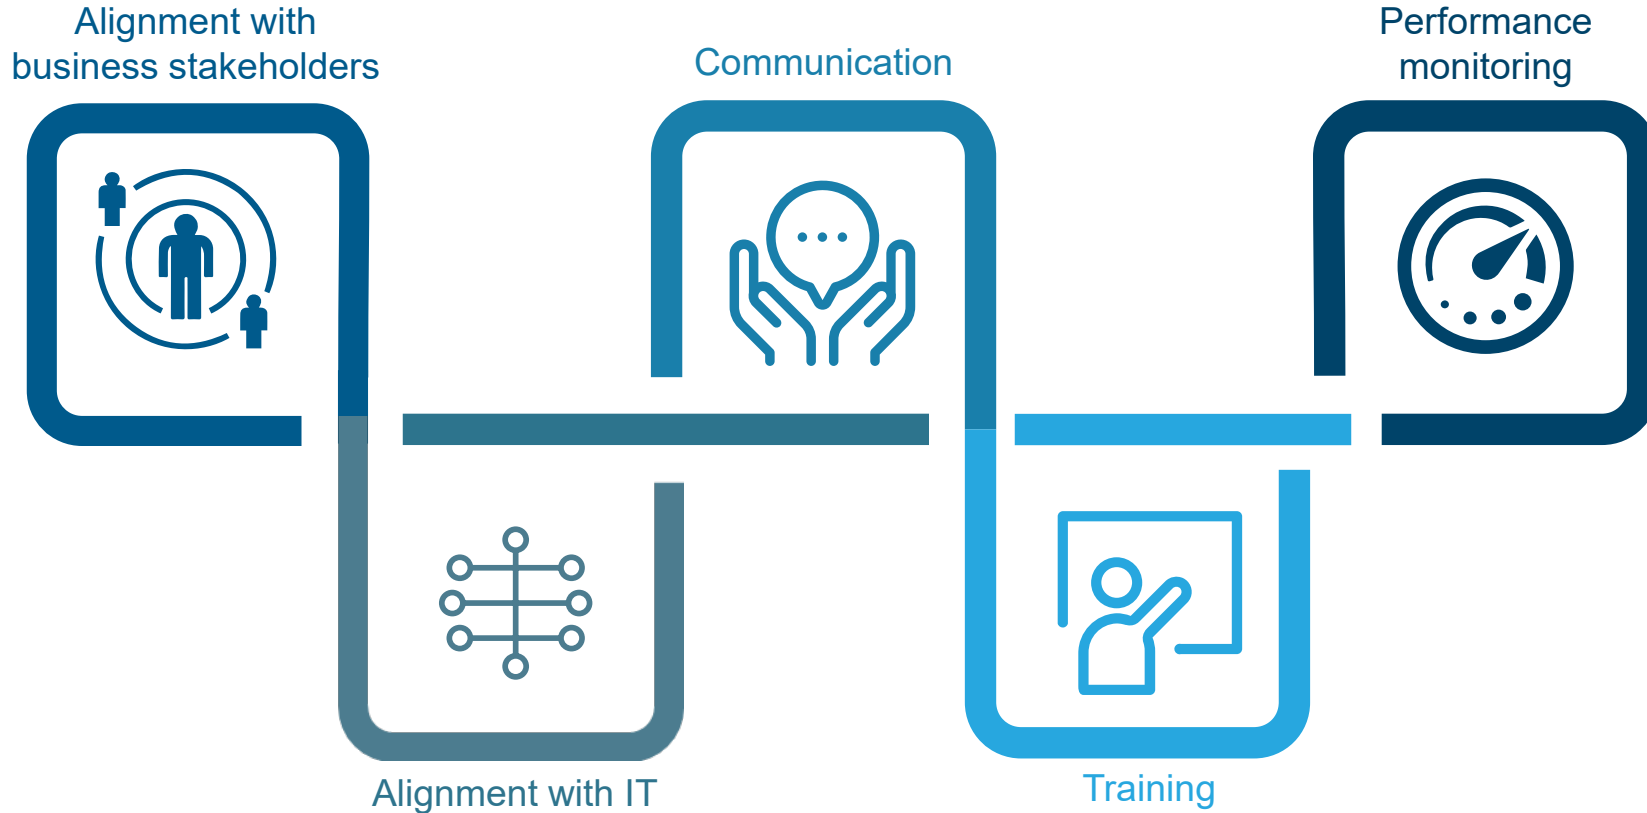 Alignment with
business stakeholders
Communication
Performance
monitoring
Alignment with IT
Training